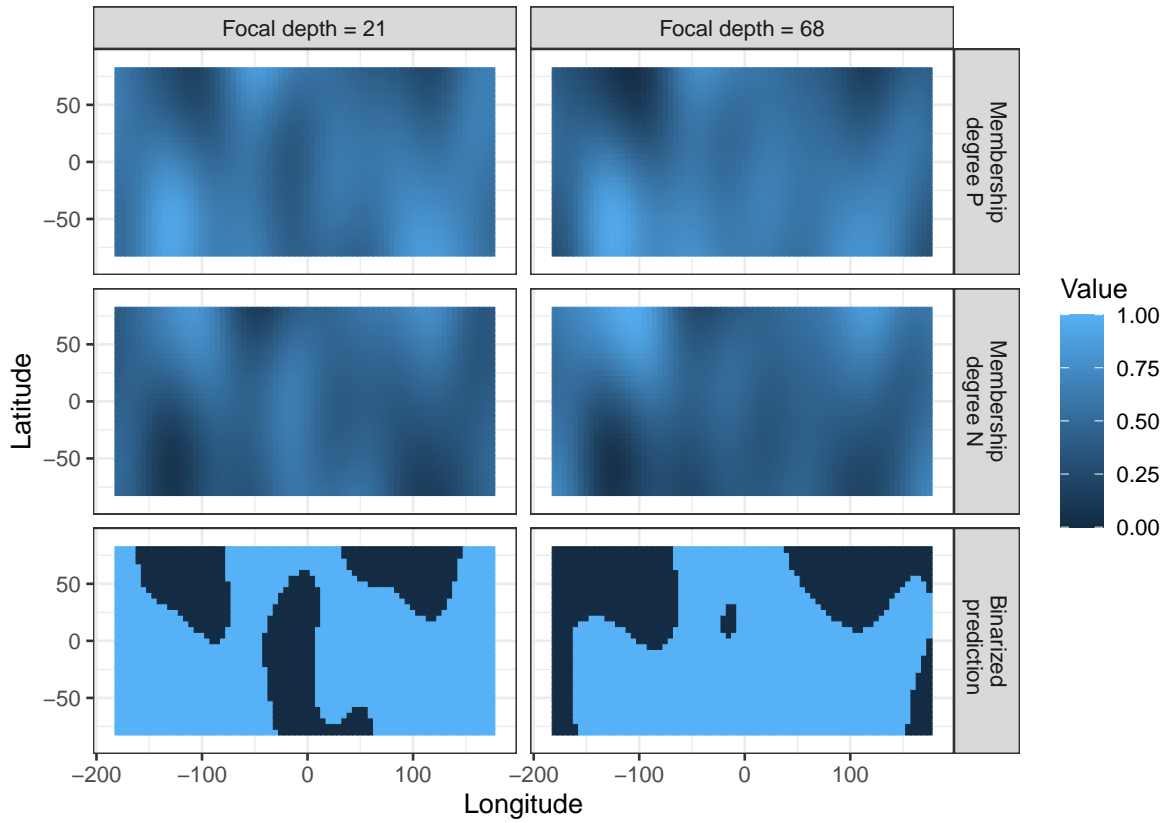 Focal depth = 21
Focal depth = 68
50
0
−50
Membership
degree P
50
0
−50
Membership
degree N
50
0
−50
Binarized
prediction
Latitude
−200
−100
0
100
−200
−100
0
100
Longitude
Value
1.00
0.75
0.50
0.25
0.00